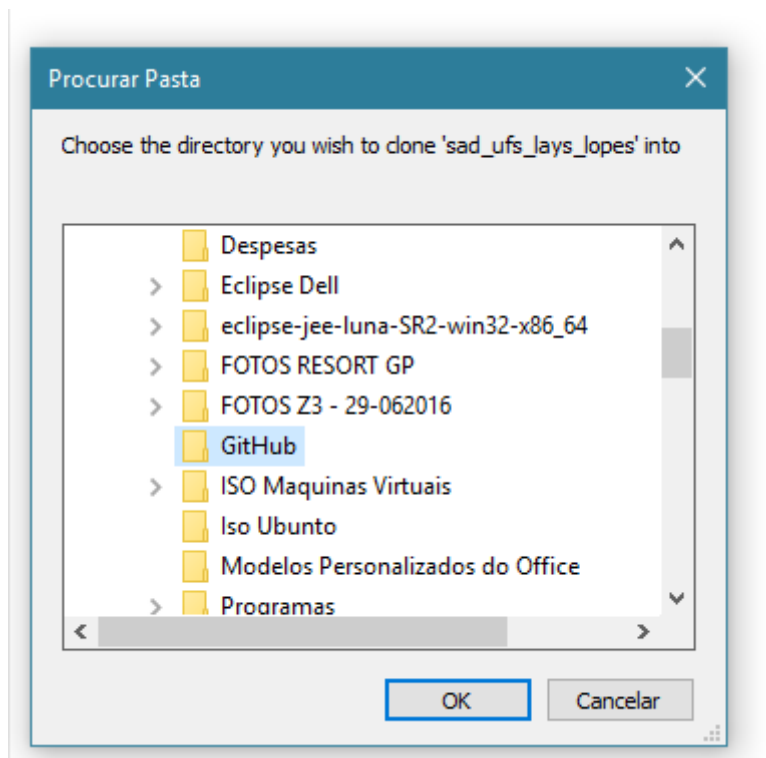 Procurar Pasta
Choose the directory you wish to clone 'sad_ufs_lays_lopes' into
Despesas
Eclipse Dell
eclipse-jee-luna-SR2-win32-x86_64
FOTOS RESORT GP
FOTOS Z3 - 29-062016
GitHub
ISO Maquinas Virtuais
Iso Ubunto
Modelos Personalizados do Office
Programas
OK Cancelar